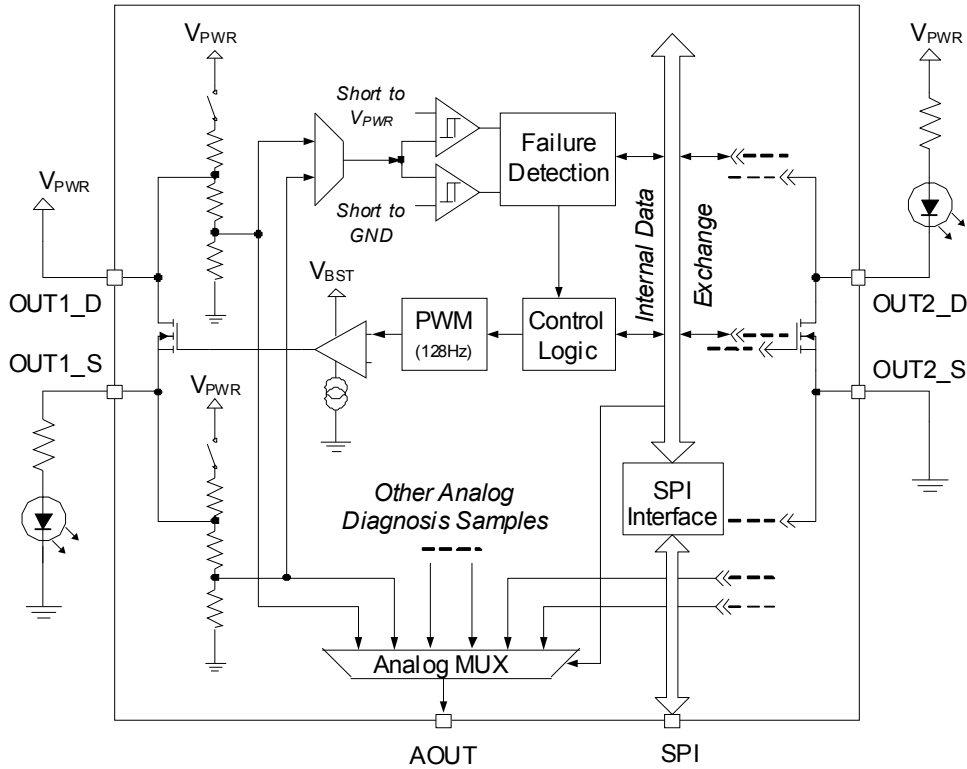 VPWR
VPWR
Short to
VPWR
Failure
Detection
VPWR
Short to
GND
Internal Data
Exchange
OUT1_D
VBST
OUT2_D
PWM
(128Hz)
Control
Logic
OUT1_S
VPWR
OUT2_S
Other Analog
Diagnosis Samples
SPI
Interface
Analog MUX
AOUT
SPI